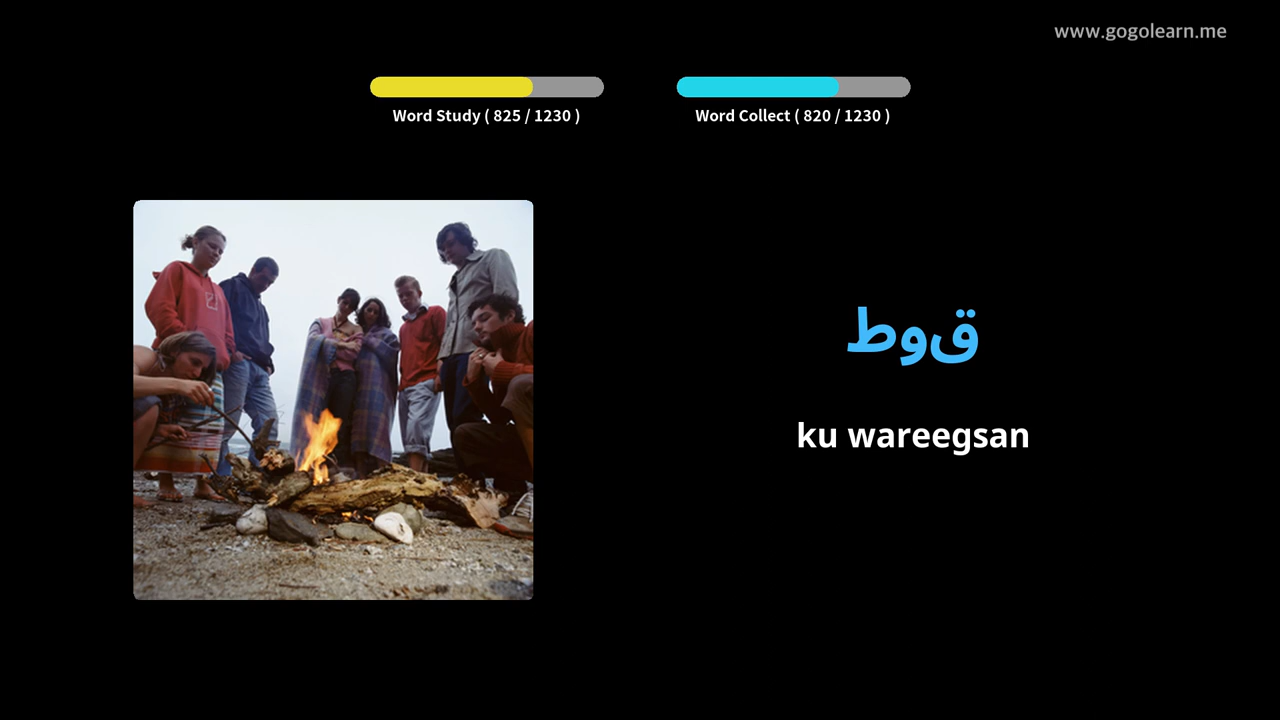 www.gogolearn.me
Word Study ( 825 / 1230 )
Word Collect ( 820 / 1230 )
قوط
ku wareegsan